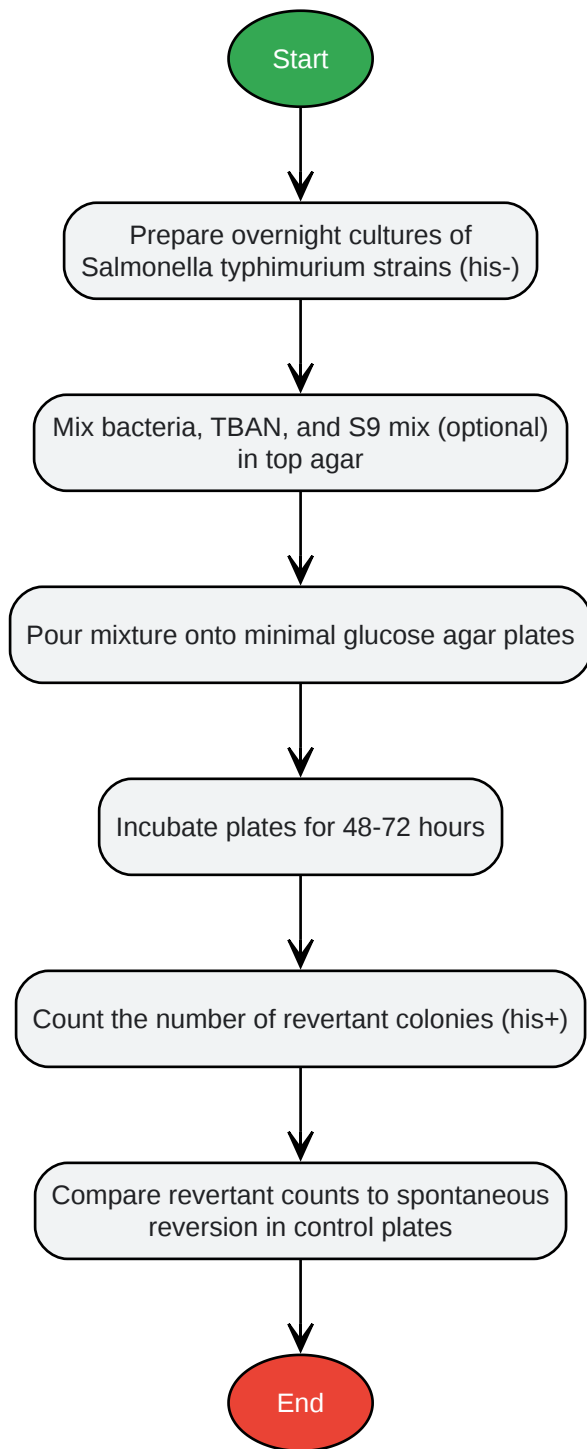 Start
Prepare overnight cultures of
Salmonella typhimurium strains (his-)
Mix bacteria, TBAN, and S9 mix (optional)
in top agar
Pour mixture onto minimal glucose agar plates
Incubate plates for 48-72 hours
Count the number of revertant colonies (his+)
Compare revertant counts to spontaneous
reversion in control plates
End